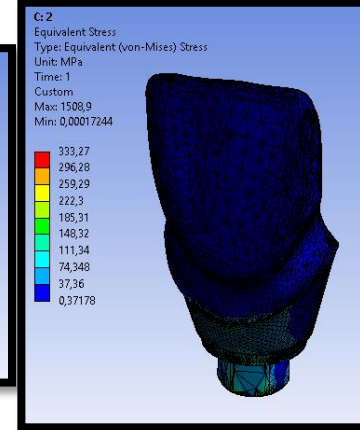 C: 2
Equivalent Stress
Type: Equivalent (von-Mises) Stress
Unit: MPa
Time: 1
Custom
Max: 1508,9
Min: 0,00017244
333,27
296,28
259,29
222,3
185,31
148,32
111,34
74,348
37,36
0,37178